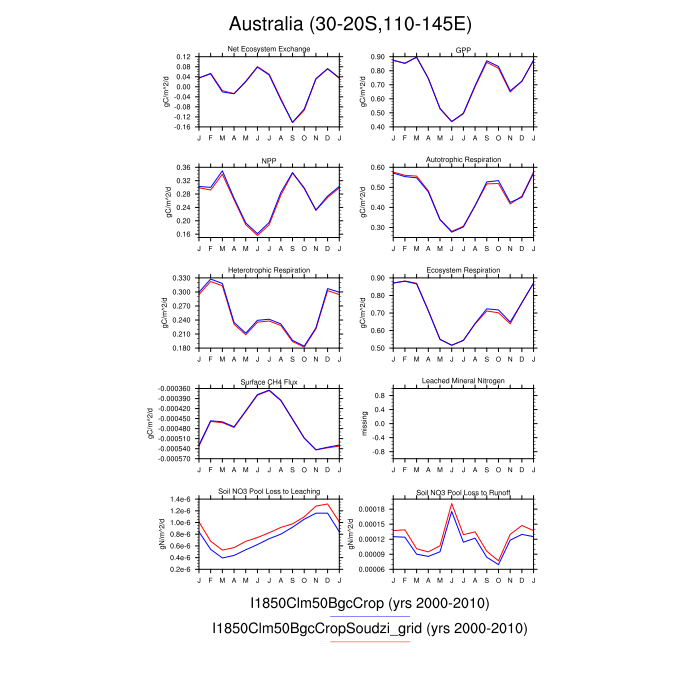 Australia (30-20S,110-145E)
Net Ecosystem Exchange
gC/m^2/d
0.12
0.08
0.04
0.00
-0.04
-0.08
-0.12
-0.16
J F M A M J J A S O N D J
GPP
gC/m^2/d
0.90
0.80
0.70
0.60
0.50
0.40
J F M A M J J A S O N D J
NPP
gC/m^2/d
0.36
0.32
0.28
0.24
0.20
0.16
J F M A M J J A S O N D J
Autotrophic Respiration
gC/m^2/d
0.60
0.50
0.40
0.30
J F M A M J J A S O N D J
Heterotrophic Respiration
gC/m^2/d
0.330
0.300
0.270
0.240
0.210
0.180
J F M A M J J A S O N D J
Ecosystem Respiration
gC/m^2/d
0.90
0.80
0.70
0.60
0.50
J F M A M J J A S O N D J
Surface CH4 Flux
gC/m^2/d
-0.000360
-0.000390
-0.000420
-0.000450
-0.000480
-0.000510
-0.000540
-0.000570
J F M A M J J A S O N D J
Leached Mineral Nitrogen
missing
0.8
0.4
0.0
-0.4
-0.8
J F M A M J J A S O N D J
Soil NO3 Pool Loss to Leaching
gN/m^2/d
1.4e-6
1.2e-6
1.0e-6
0.8e-6
0.6e-6
0.4e-6
0.2e-6
J F M A M J J A S O N D J
Soil NO3 Pool Loss to Runoff
gN/m^2/d
0.00018
0.00015
0.00012
0.00009
0.00006
J F M A M J J A S O N D J
I1850Clm50BgcCrop (yrs 2000-2010)
I1850Clm50BgcCropSoudzi_grid (yrs 2000-2010)